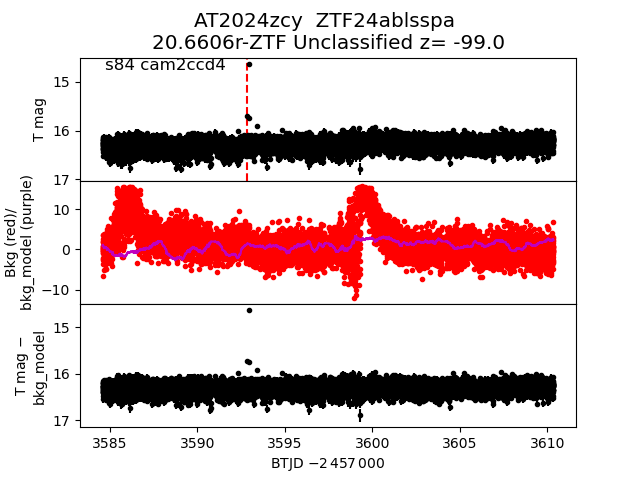 AT2024zcy ZTF24ablsspa
20.6606r-ZTF Unclassified z= -99.0
s84 cam2ccd4
T mag
15
16
17
Bkg (red)/
bkg_model (purple)
10
0
−10
T mag −
bkg_model
15
16
17
3585 3590 3595 3600 3605 3610
BTJD −2 457 000